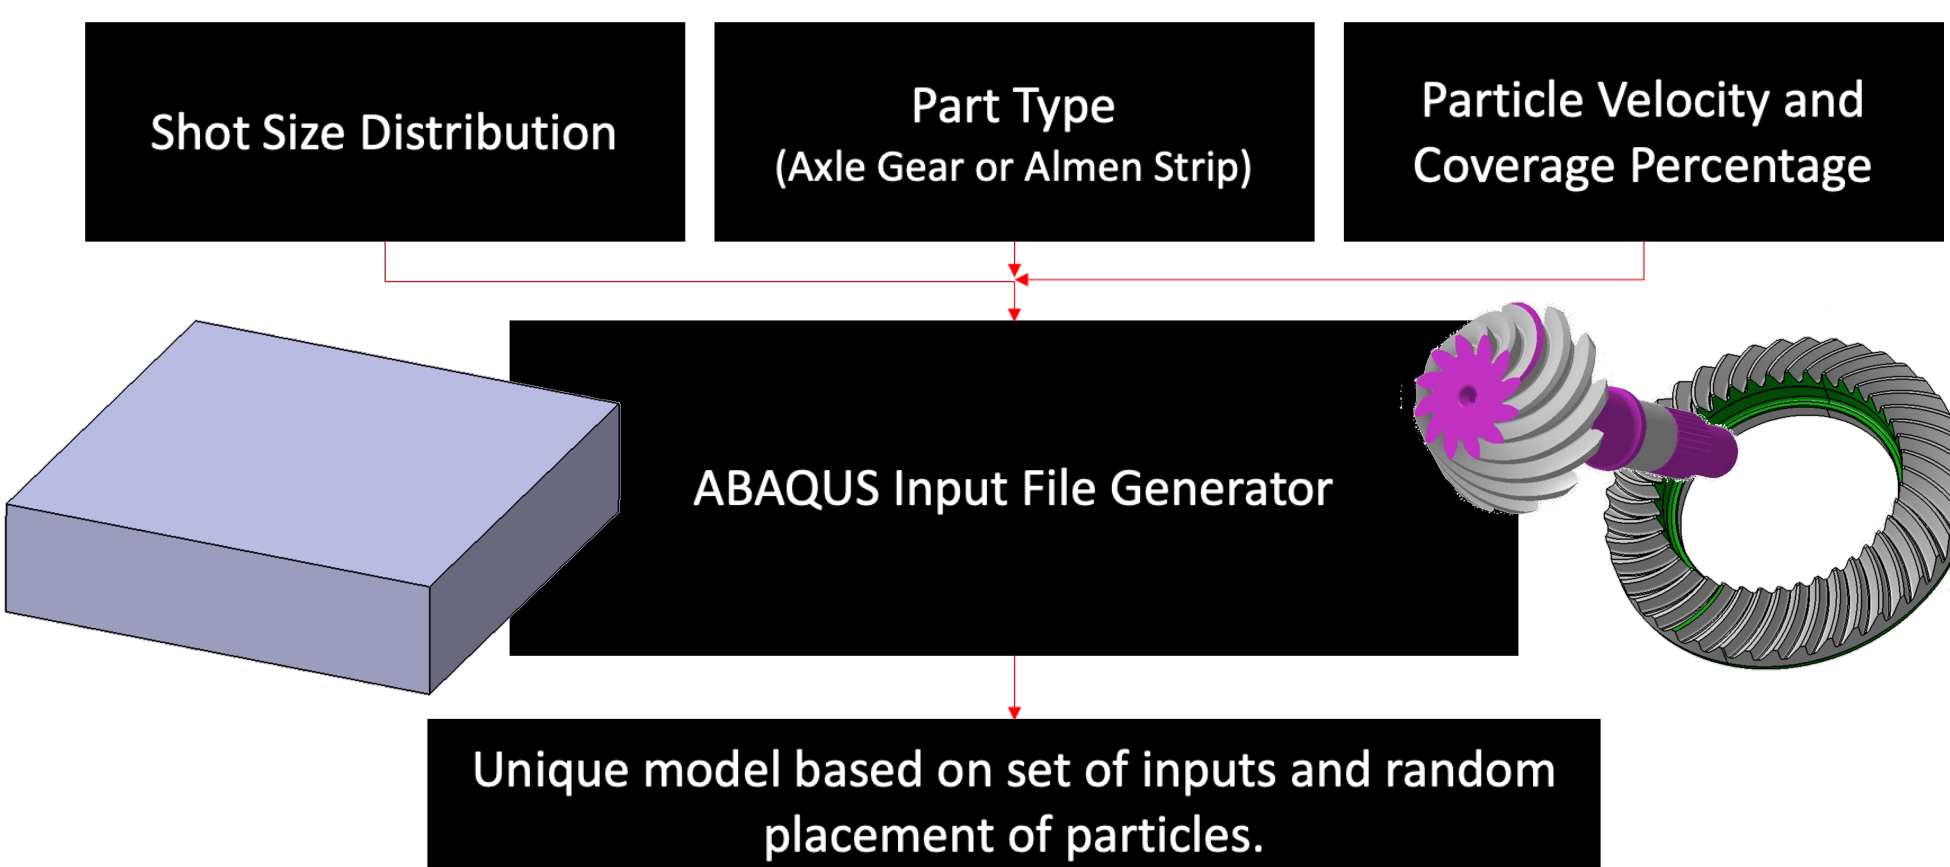 Shot Size Distribution
Part Type
(Axle Gear or Almen Strip)
Particle Velocity and
Coverage Percentage
ABAQUS Input File Generator
Unique model based on set of inputs and random
placement of particles.